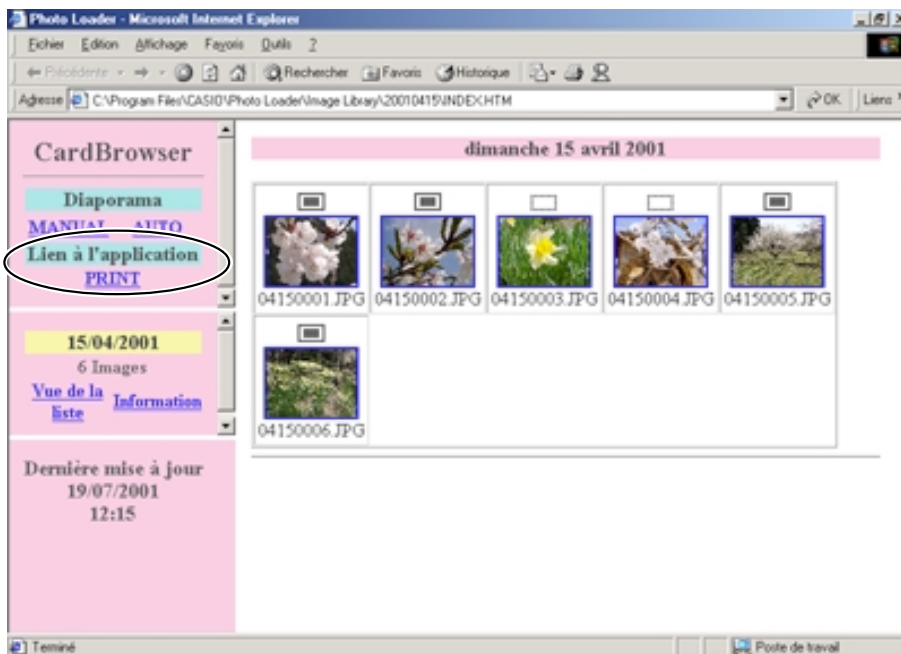 Photo Loader - Microsoft Internet Explorer
Fichier Edition Affichage Favoris Outils ?
Précédente Rechercher Favoris Historique
Adresse C:\Program Files\CASIO\Photo Loader\Image Library\20010415\INDEX.HTM OK Liens
CardBrowser
Diaporama
MANUAL AUTO
Lien à l'application
PRINT
15/04/2001
6 Images
Vue de la liste Information
Dernière mise à jour
19/07/2001
12:15
dimanche 15 avril 2001
04150001.JPG 04150002.JPG 04150003.JPG 04150004.JPG 04150005.JPG
04150006.JPG
Terminé Poste de travail